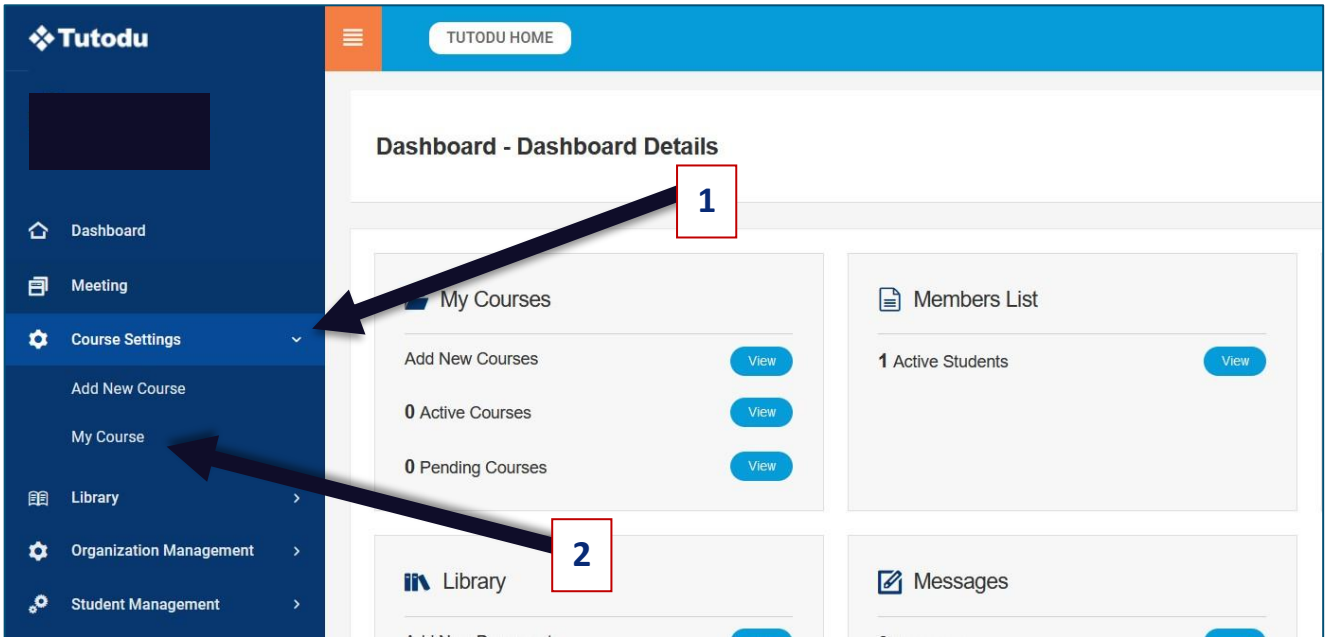 Tutodu
TUTODU HOME
Dashboard - Dashboard Details
1
Dashboard
Meeting
Course Settings
Add New Course
My Course
Library
Organization Management
Student Management
My Courses
Add New Courses View
0 Active Courses View
0 Pending Courses View
Members List
1 Active Students View
2
Library
Messages